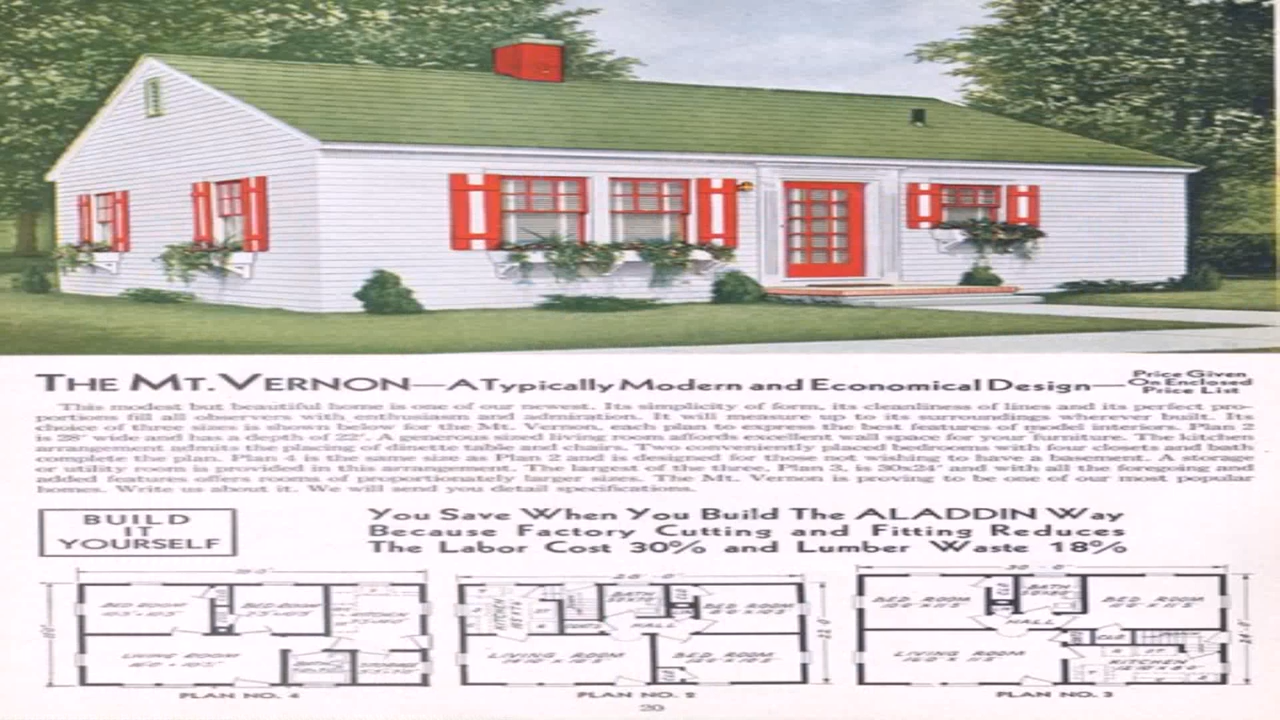 THE MT. VERNON—A Typically Modern and Economical Design—
Price Given
On Enclosed
Price List
This modest but beautiful home is one of our newest. Its simplicity of form, its cleanliness of lines and its perfect pro-
portions fill all observers with enthusiasm and admiration. It will measure up to its surroundings wherever built. Its
choice of three sizes is shown below for the Mt. Vernon, each plan to express the best features of model interiors. Plan 2
is 28' wide and has a depth of 22'. A generous sized living room affords excellent wall space for your furniture. The kitchen
arrangement admits the placing of dinette table and chairs. Two conveniently placed bedrooms with four closets and bath
complete the plan. Plan 4 is the same size as Plan 2 and is designed for those not wishing to have a basement. A storage
or utility room is provided in this arrangement. The largest of the three, Plan 3, is 30x24' and with all the foregoing and
added features offers rooms of proportionately larger sizes. The Mt. Vernon is proving to be one of our most popular
homes. Write us about it. We will send you detail specifications.
BUILD
IT
YOURSELF
You Save When You Build The ALADDIN Way
Because Factory Cutting and Fitting Reduces
The Labor Cost 30% and Lumber Waste 18%
BED ROOM
BED ROOM
KITCHEN
LIVING ROOM
STORAGE
PLAN NO. 4
KITCHEN
BATH
BED ROOM
HALL
LIVING ROOM
BED ROOM
PLAN NO. 2
30'-0"
BED ROOM
BATH
BED ROOM
HALL
CLO
LIVING ROOM
KITCHEN
PLAN NO. 3
20